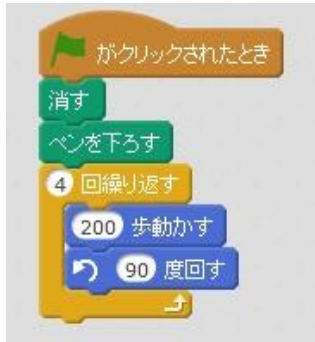 がクリックされたとき
消す
ペンを下ろす
4 回繰り返す
200 歩動かす
90 度回す